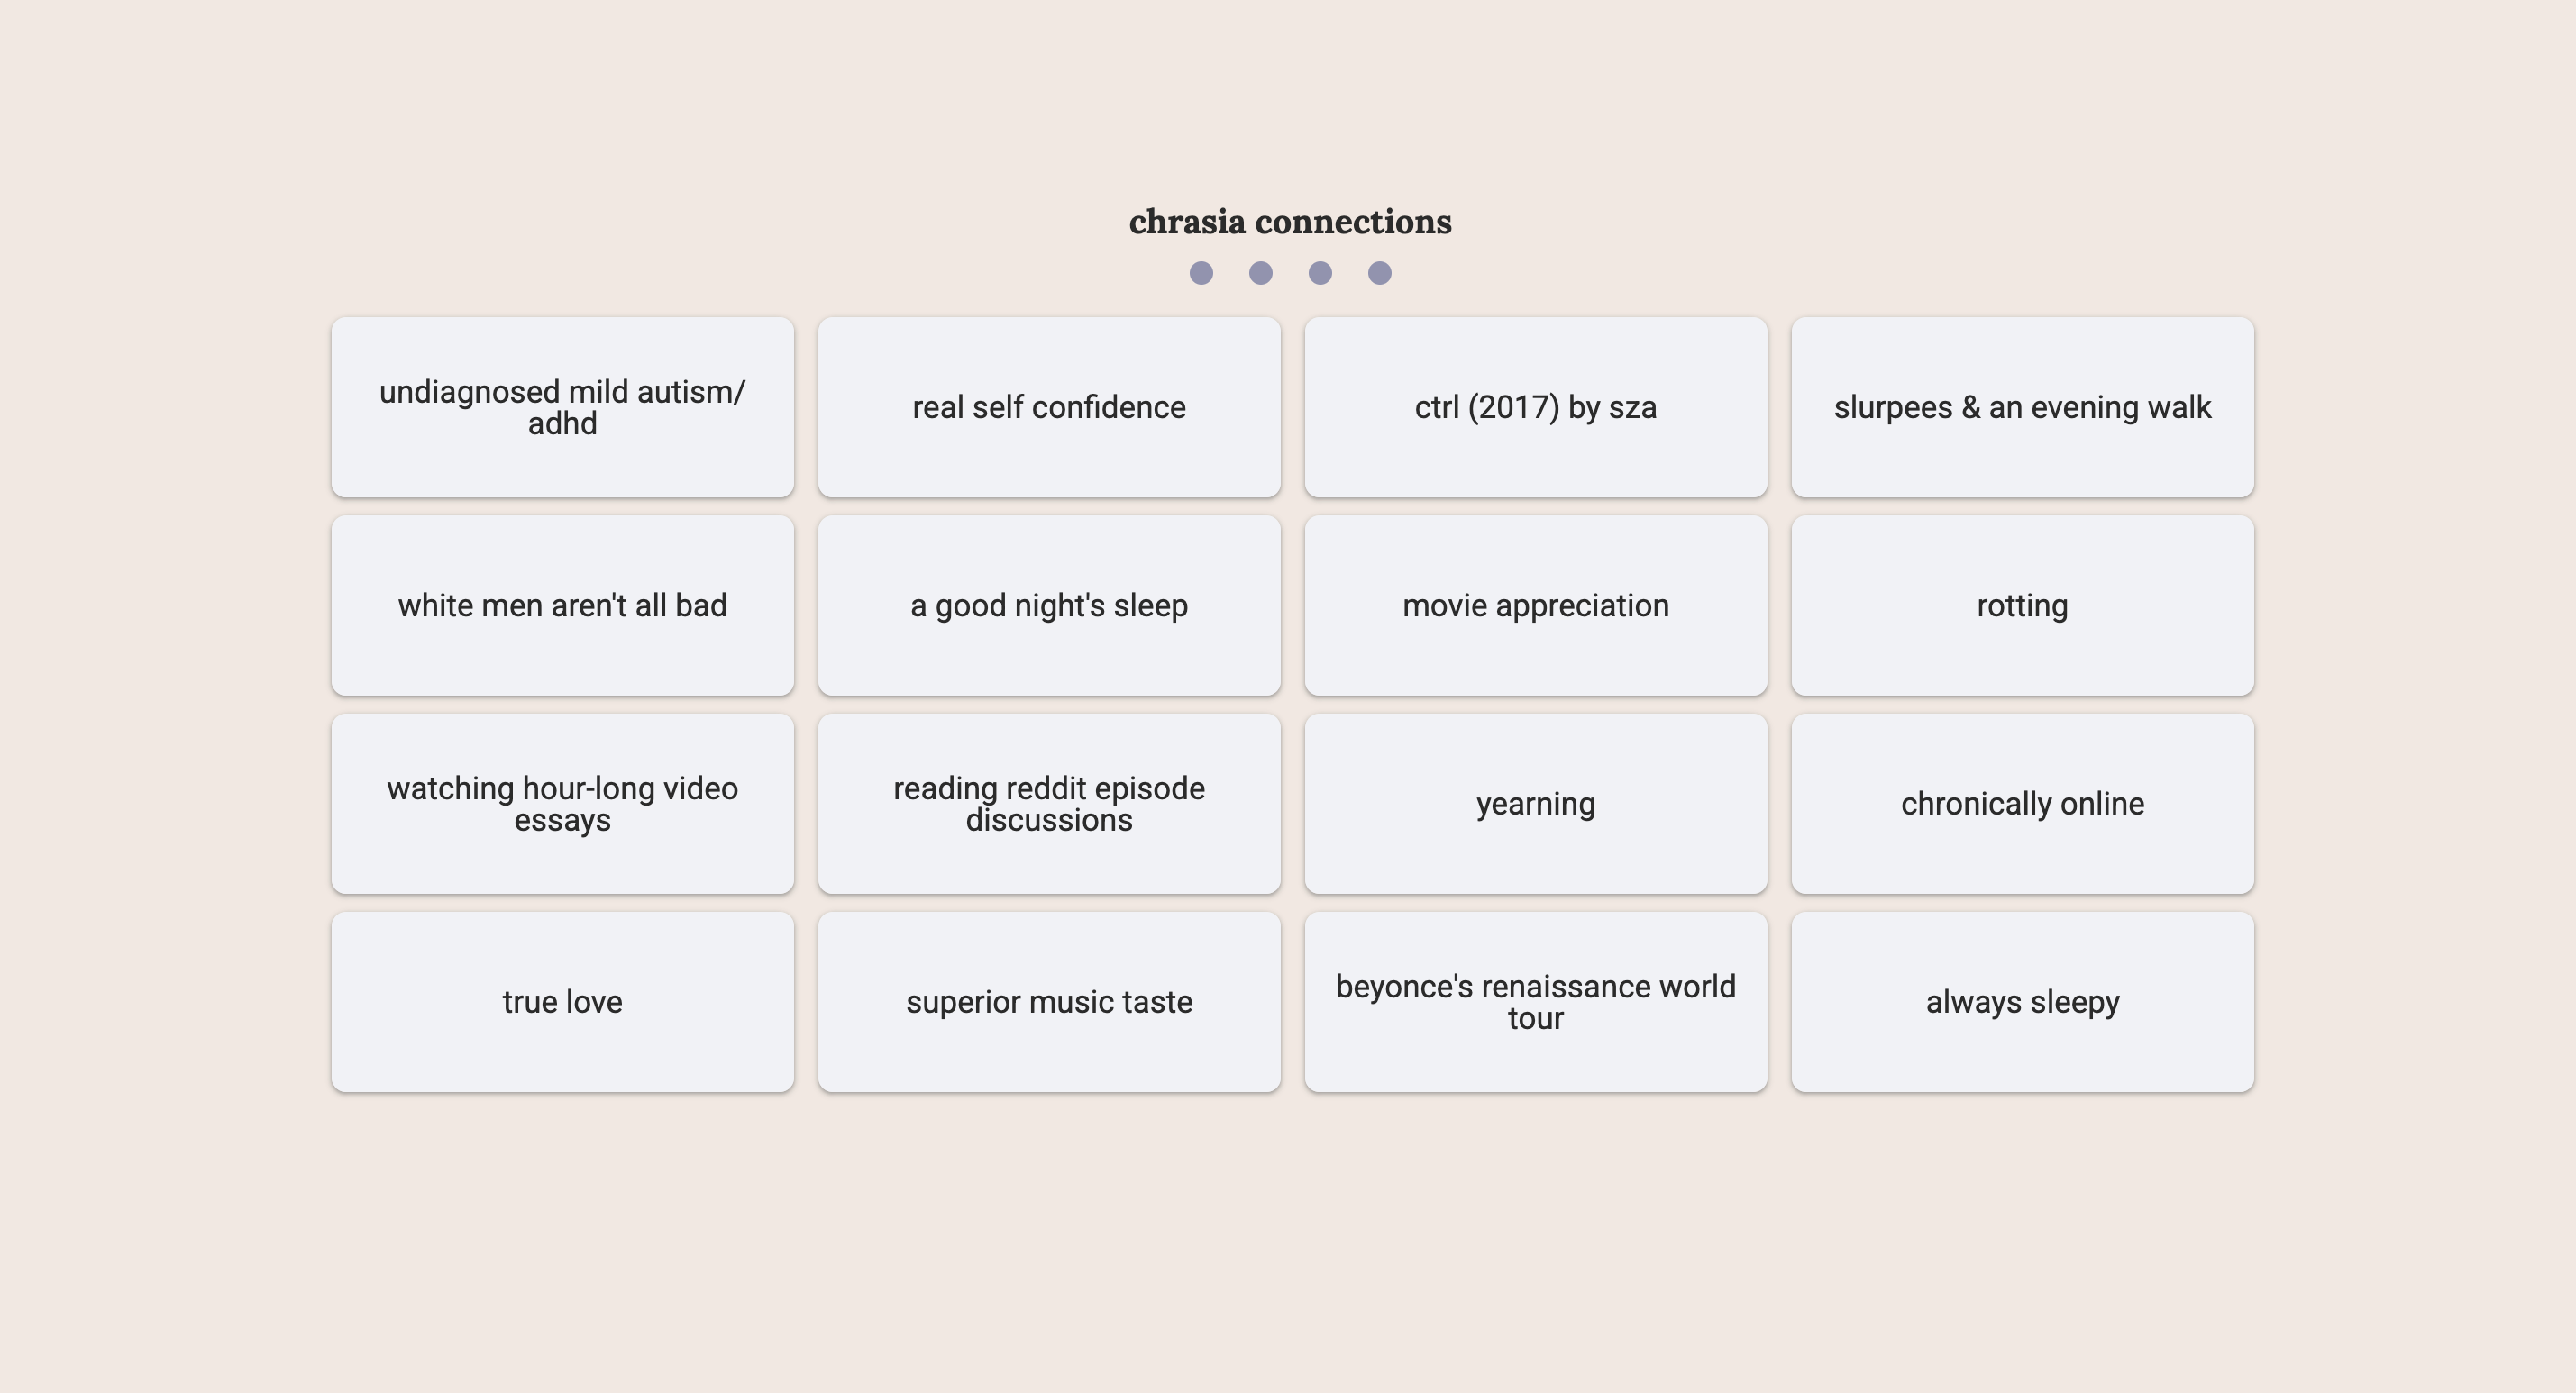 chrasia connections
undiagnosed mild autism/
adhd
real self confidence
ctrl (2017) by sza
slurpees & an evening walk
white men aren't all bad
a good night's sleep
movie appreciation
rotting
watching hour-long video
essays
reading reddit episode
discussions
yearning
chronically online
true love
superior music taste
beyonce's renaissance world
tour
always sleepy